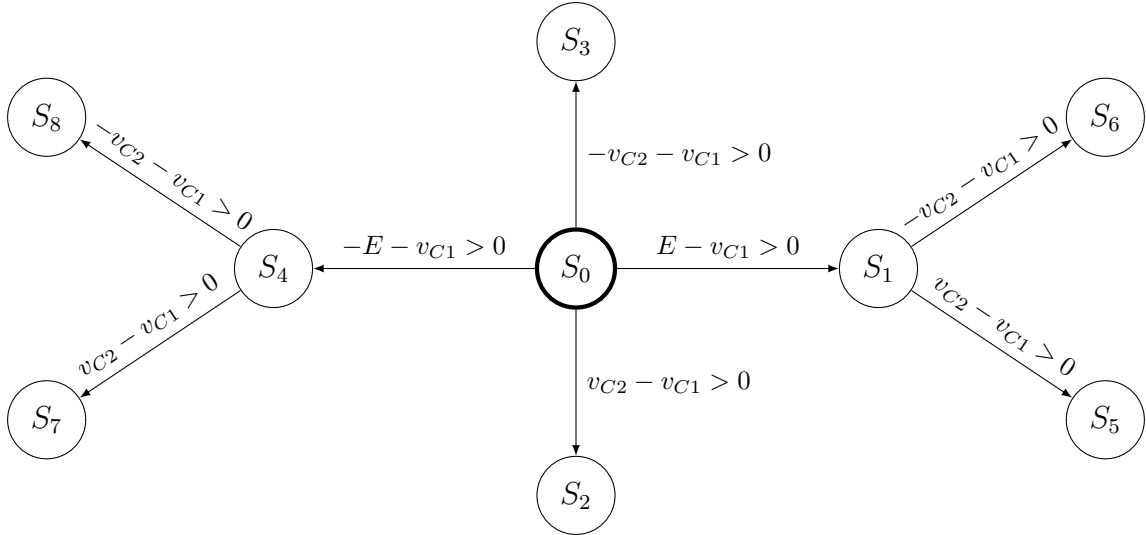 S_3
S_8
S_6
-v_{C2} - v_{C1} > 0
-v_{C2} - v_{C1} > 0
-v_{C2} - v_{C1} > 0
-E - v_{C1} > 0
E - v_{C1} > 0
S_4
S_0
S_1
v_{C2} - v_{C1} > 0
v_{C2} - v_{C1} > 0
v_{C2} - v_{C1} > 0
S_7
S_5
S_2